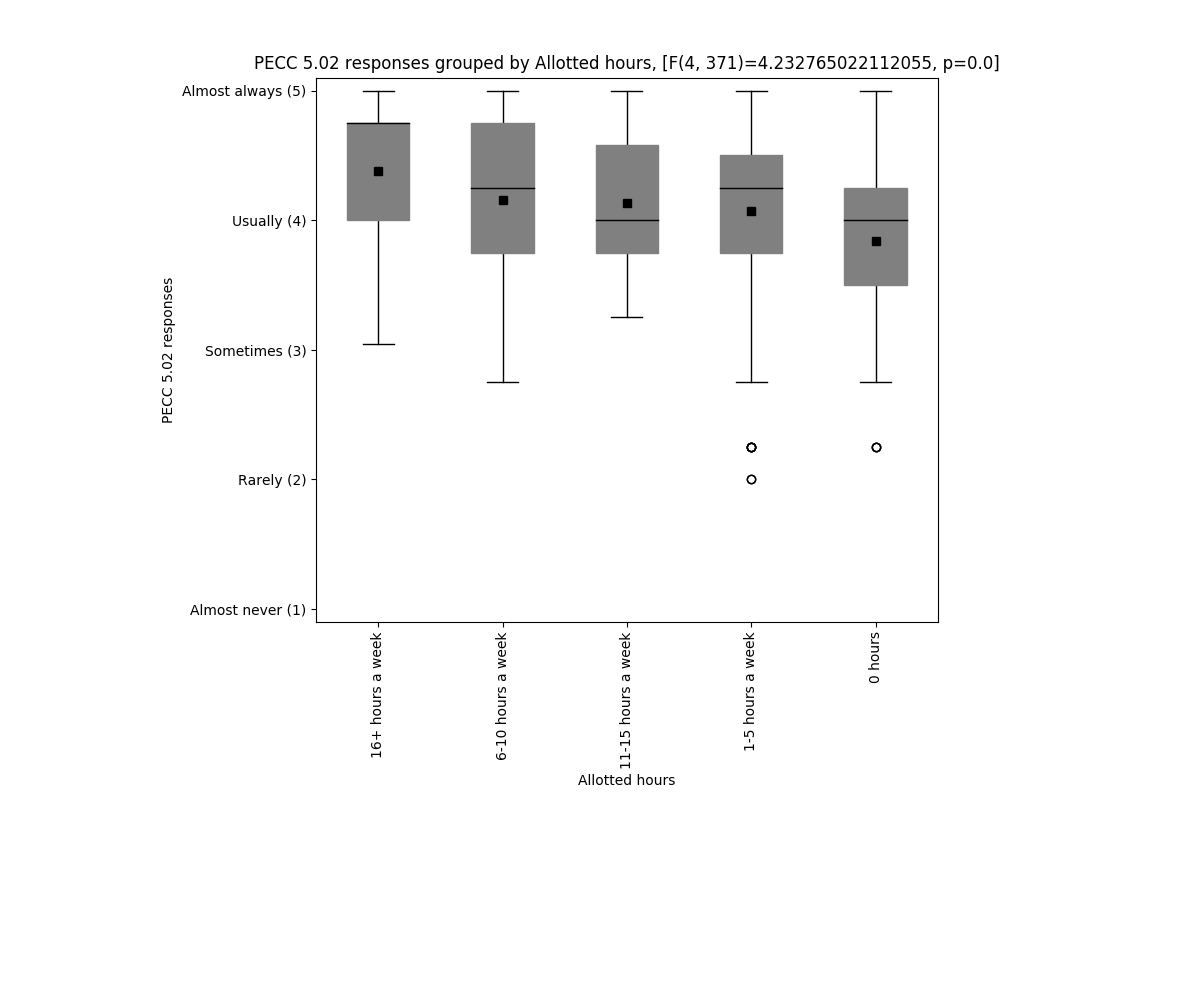 PECC 5.02 responses grouped by Allotted hours, [F(4, 371)=4.232765022112055, p=0.0]
Almost always (5)
Usually (4)
Sometimes (3)
Rarely (2)
Almost never (1)
PECC 5.02 responses
16+ hours a week
6-10 hours a week
11-15 hours a week
1-5 hours a week
0 hours
Allotted hours